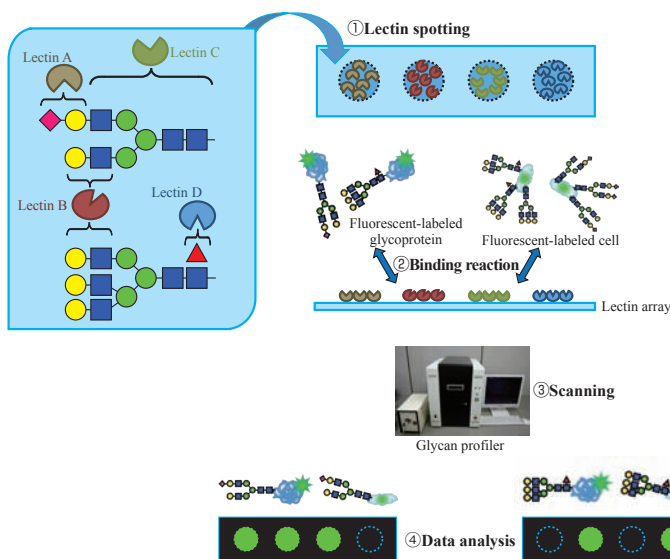 ①Lectin spotting
Lectin A
Lectin C
Lectin B
Lectin D
Fluorescent-labeled
glycoprotein
Fluorescent-labeled cell
②Binding reaction
Lectin array
③Scanning
Glycan profiler
④Data analysis